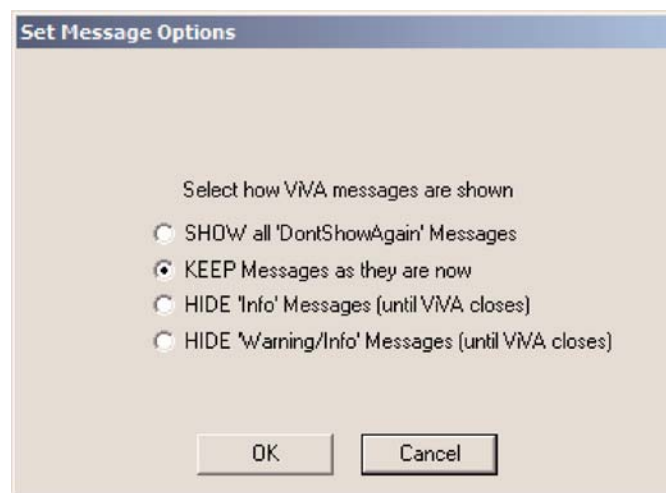 Set Message Options
Select how ViVA messages are shown
SHOW all 'DontShowAgain' Messages
KEEP Messages as they are now
HIDE 'Info' Messages (until ViVA closes)
HIDE 'Warning/Info' Messages (until ViVA closes)
OK
Cancel